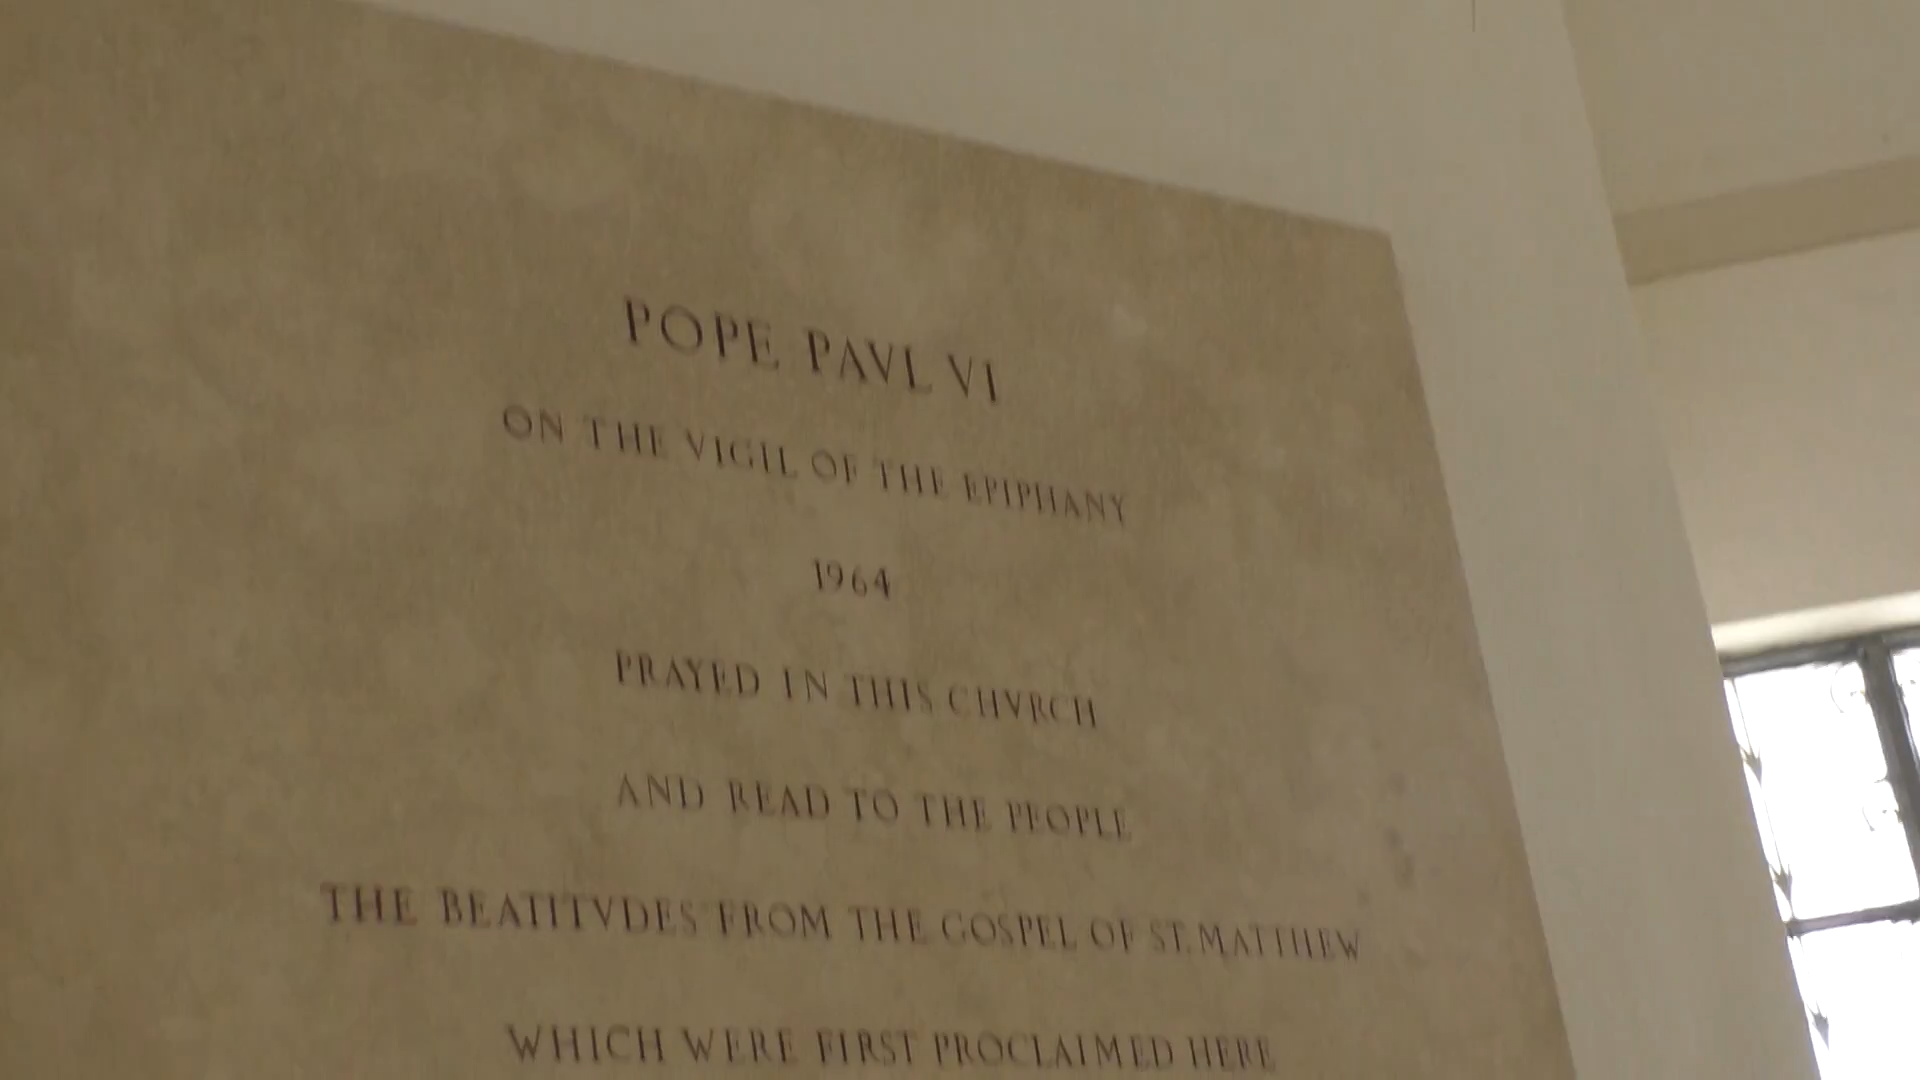 POPE PAVL VI
ON THE VIGIL OF THE EPIPHANY
1964
PRAYED IN THIS CHVRCH
AND READ TO THE PEOPLE
THE BEATITVDES FROM THE GOSPEL OF ST. MATTHEW
WHICH WERE FIRST PROCLAIMED HERE